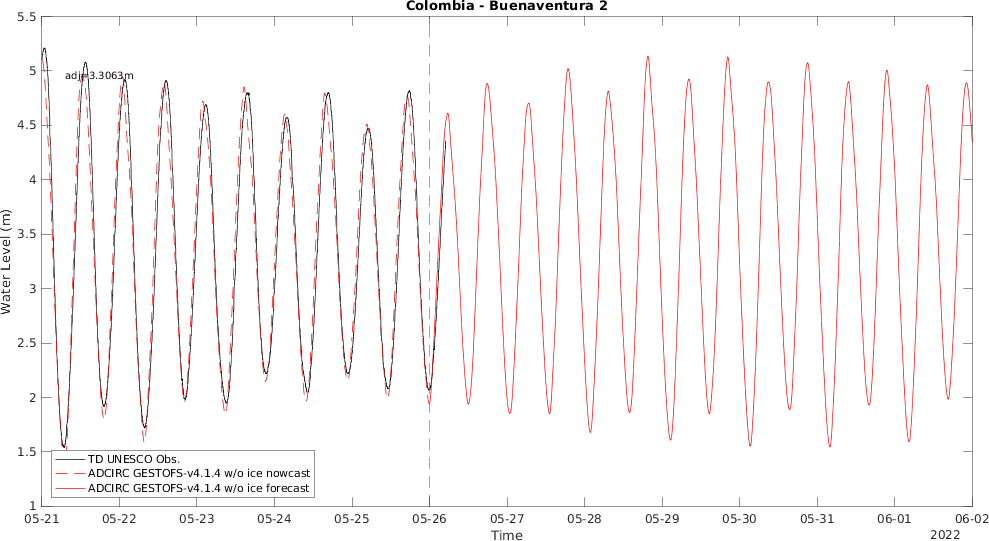 Colombia - Buenaventura 2
5.5
5
4.5
4
3.5
3
2.5
2
1.5
1
Water Level (m)
adj=3.3063m
TD UNESCO Obs.
ADCIRC GESTOFS-v4.1.4 w/o ice nowcast
ADCIRC GESTOFS-v4.1.4 w/o ice forecast
05-21 05-22 05-23 05-24 05-25 05-26 05-27 05-28 05-29 05-30 05-31 06-01 06-02
Time
2022